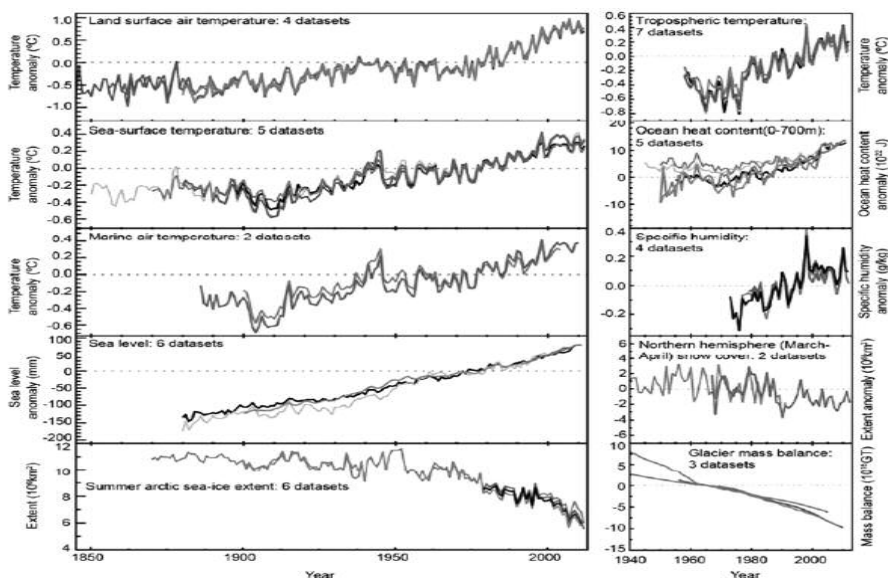 Land surface air temperature: 4 datasets
Temperature
anomaly (ºC)
1.0
0.5
0.0
-0.5
-1.0
Sea-surface temperature: 5 datasets
Temperature
anomaly (ºC)
0.4
0.2
0.0
-0.2
-0.4
-0.6
Marine air temperature: 2 datasets
Temperature
anomaly (ºC)
0.4
0.2
0.0
-0.2
-0.4
-0.6
Sea level: 6 datasets
Sea level
anomaly (mm)
100
50
0
-50
-100
-150
-200
Summer arctic sea-ice extent: 6 datasets
Extent (10⁶km²)
12
10
8
6
4
1850
1900
1950
2000
Year
Tropospheric temperature:
7 datasets
Temperature
anomaly (ºC)
0.6
0.4
0.2
0.0
-0.2
-0.4
-0.6
-0.8
Ocean heat content(0-700m):
5 datasets
Ocean heat content
anomaly (10²² J)
20
10
0
-10
Specific humidity:
4 datasets
Specific humidity
anomaly (g/kg)
0.4
0.2
0.0
-0.2
Northern hemisphere (March-
April) snow cover: 2 datasets
Extent anomaly (10⁶km²)
6
4
2
0
-2
-4
-6
Glacier mass balance:
3 datasets
Mass balance (10¹⁵GT)
10
5
0
-5
-10
-15
1940
1960
1980
2000
Year